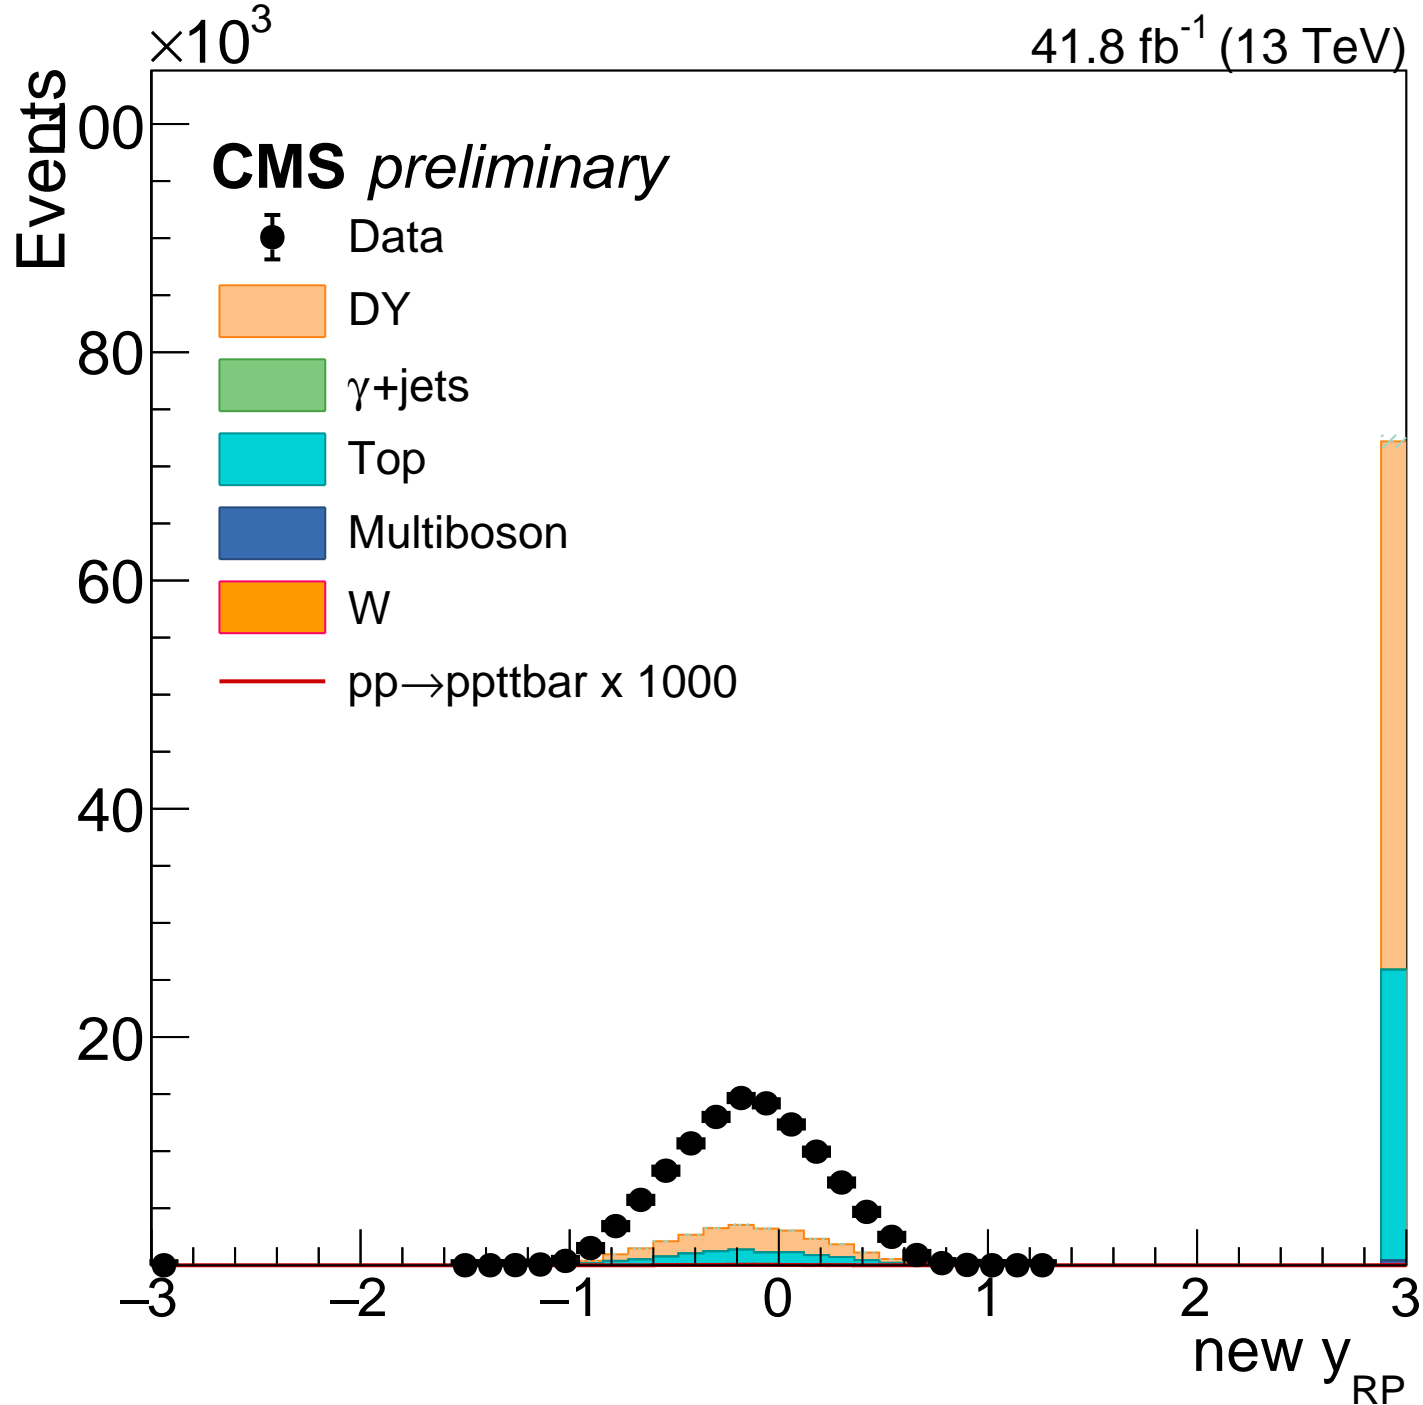 ×10³
41.8 fb⁻¹ (13 TeV)
Events
100
CMS preliminary
Data
DY
γ+jets
Top
Multiboson
W
pp→ppttbar x 1000
80
60
40
20
−3 −2 −1 0 1 2 3
new y_RP